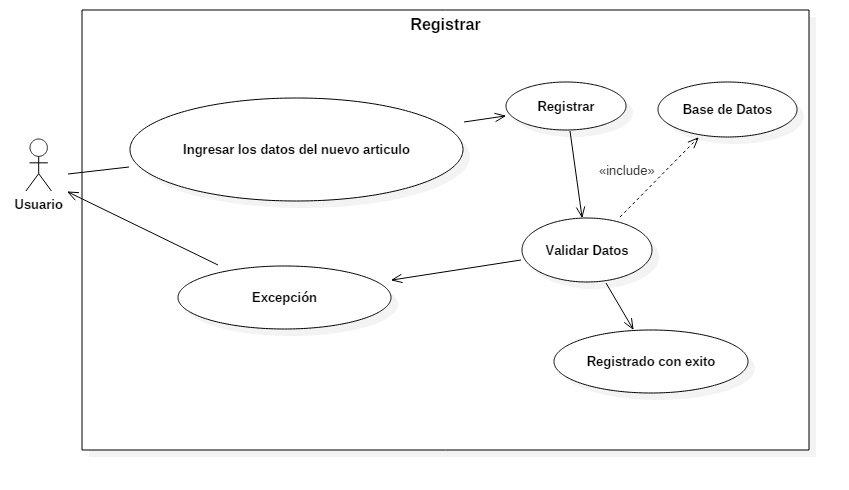 Registrar
Registrar
Base de Datos
Ingresar los datos del nuevo articulo
«include»
Usuario
Validar Datos
Excepción
Registrado con exito